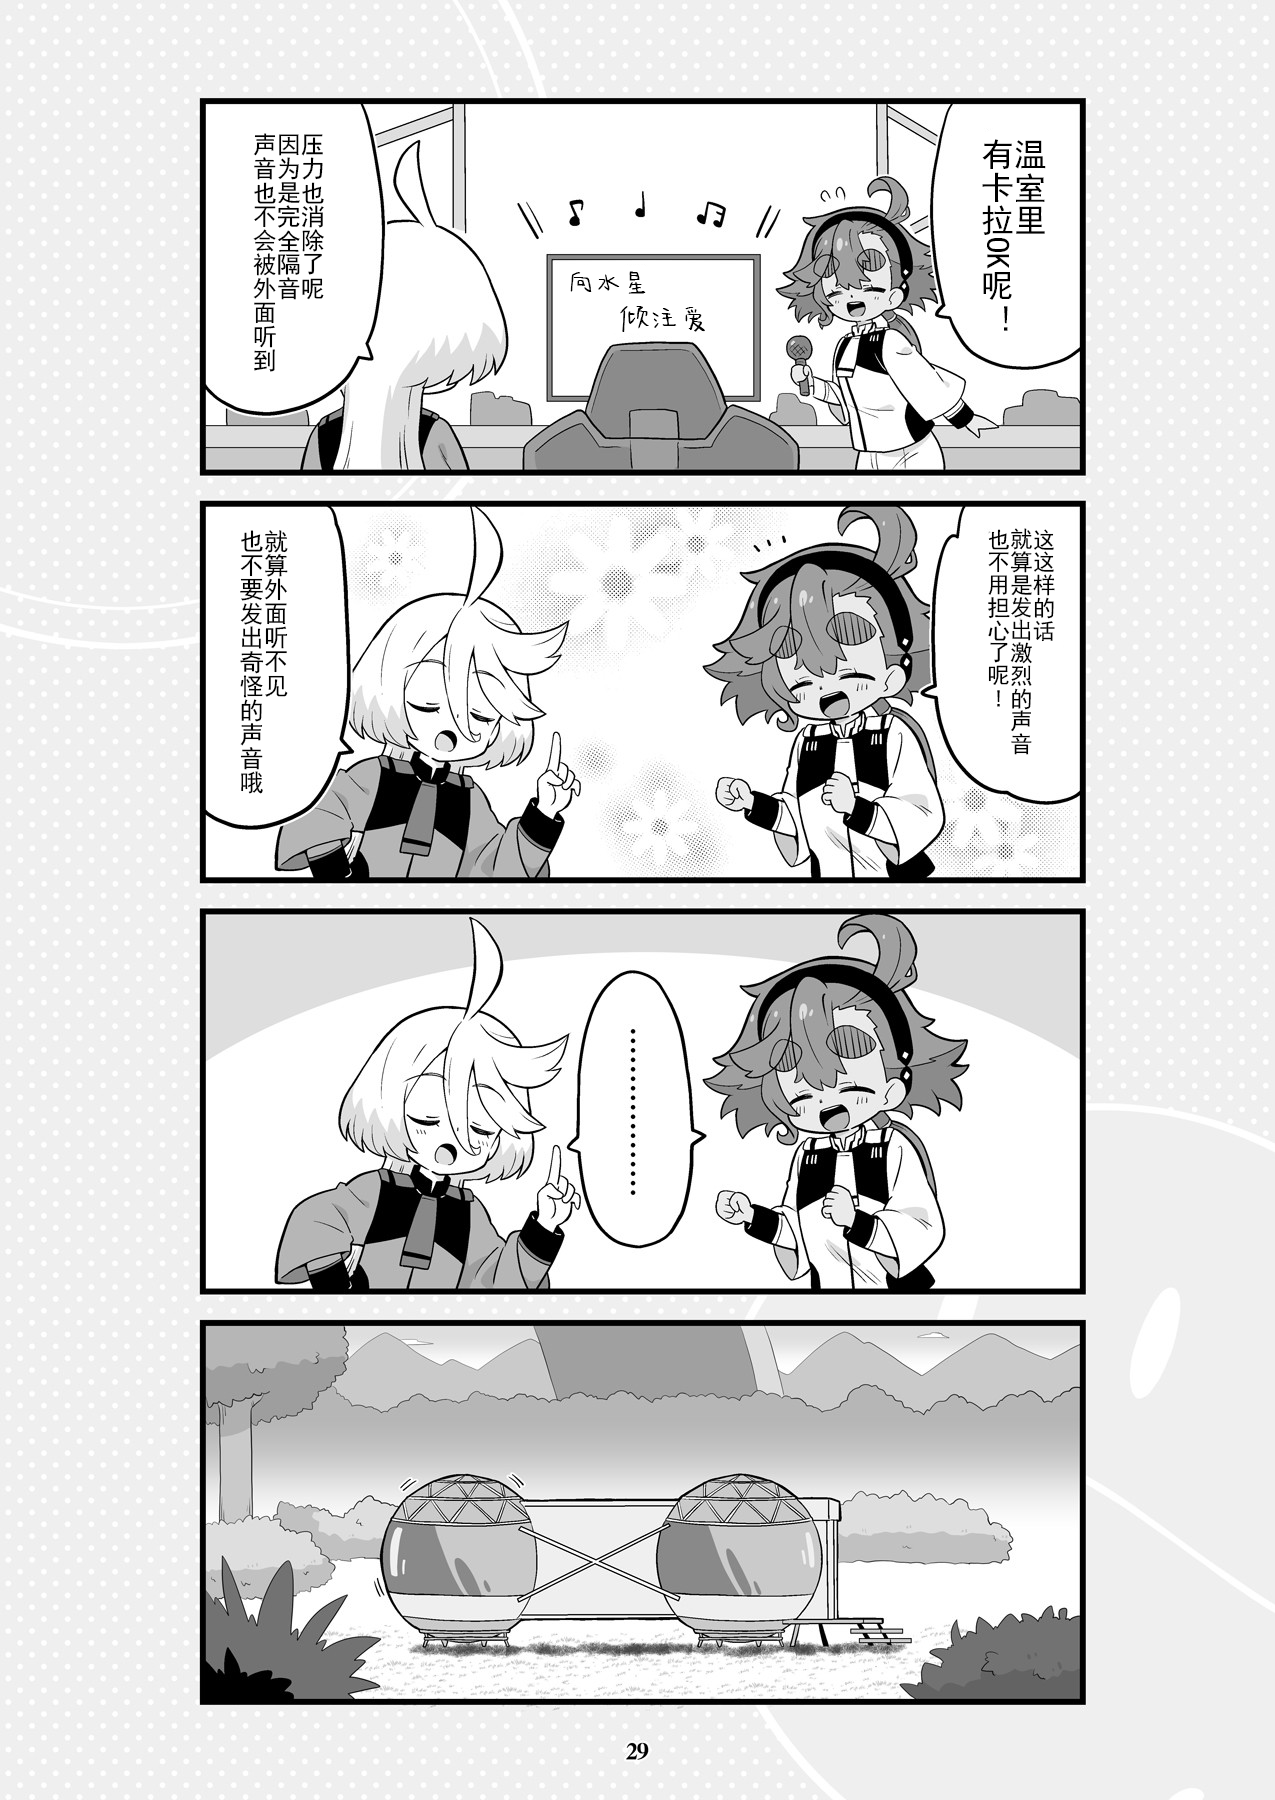 温室里
有卡拉OK呢！
向水星
倾注爱
压力也消除了呢
因为是完全隔音
声音也不会被外面听到
这这样的话
就算是发出激烈的声音
也不用担心了呢！
就算外面听不见
也不要发出奇怪的声音哦
……………
29